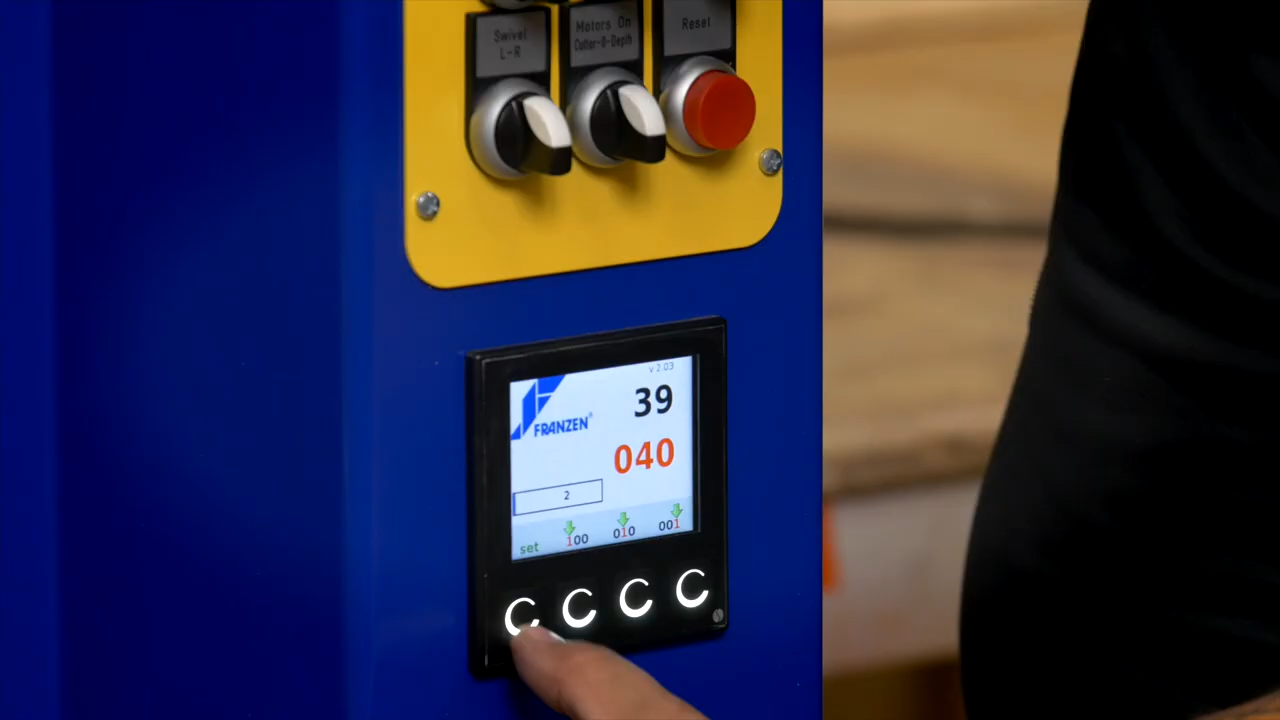 Swivel
L-R
Motors On
Cutter-B-Depth
Reset
v 2.03
39
FRANZEN®
040
2
set
100
010
001